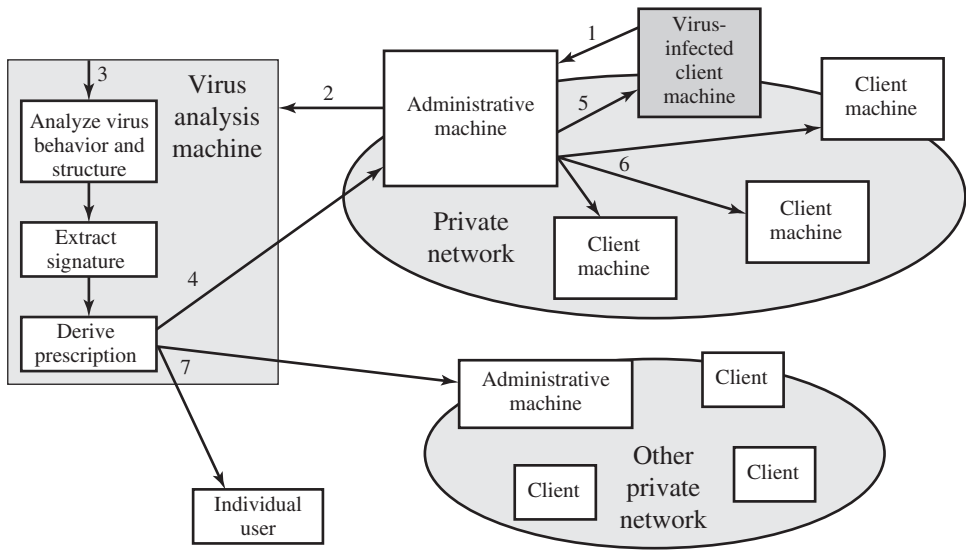 1
Virus-
infected
client
machine
3
Virus
analysis
machine
2
Administrative
machine
5
Client
machine
Analyze virus
behavior and
structure
6
Client
machine
Private
network
Extract
signature
Client
machine
4
Derive
prescription
7
Administrative
machine
Client
Other
private
network
Client
Client
Individual
user